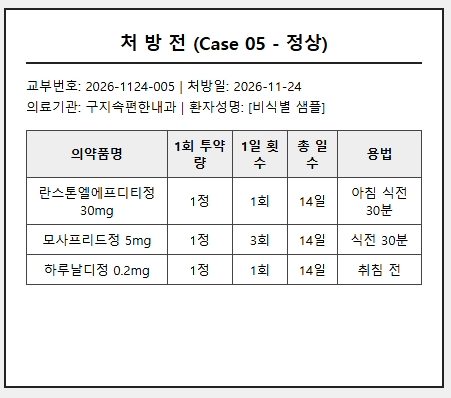 처 방 전 (Case 05 - 정상)
교부번호: 2026-1124-005 | 처방일: 2026-11-24
의료기관: 구지속편한내과 | 환자성명: [비식별 샘플]
의약품명 1회 투약량 1일 횟수 총 일수 용법
란스톤엘에프디티정 30mg 1정 1회 14일 아침 식전 30분
모사프리드정 5mg 1정 3회 14일 식전 30분
하루날디정 0.2mg 1정 1회 14일 취침 전